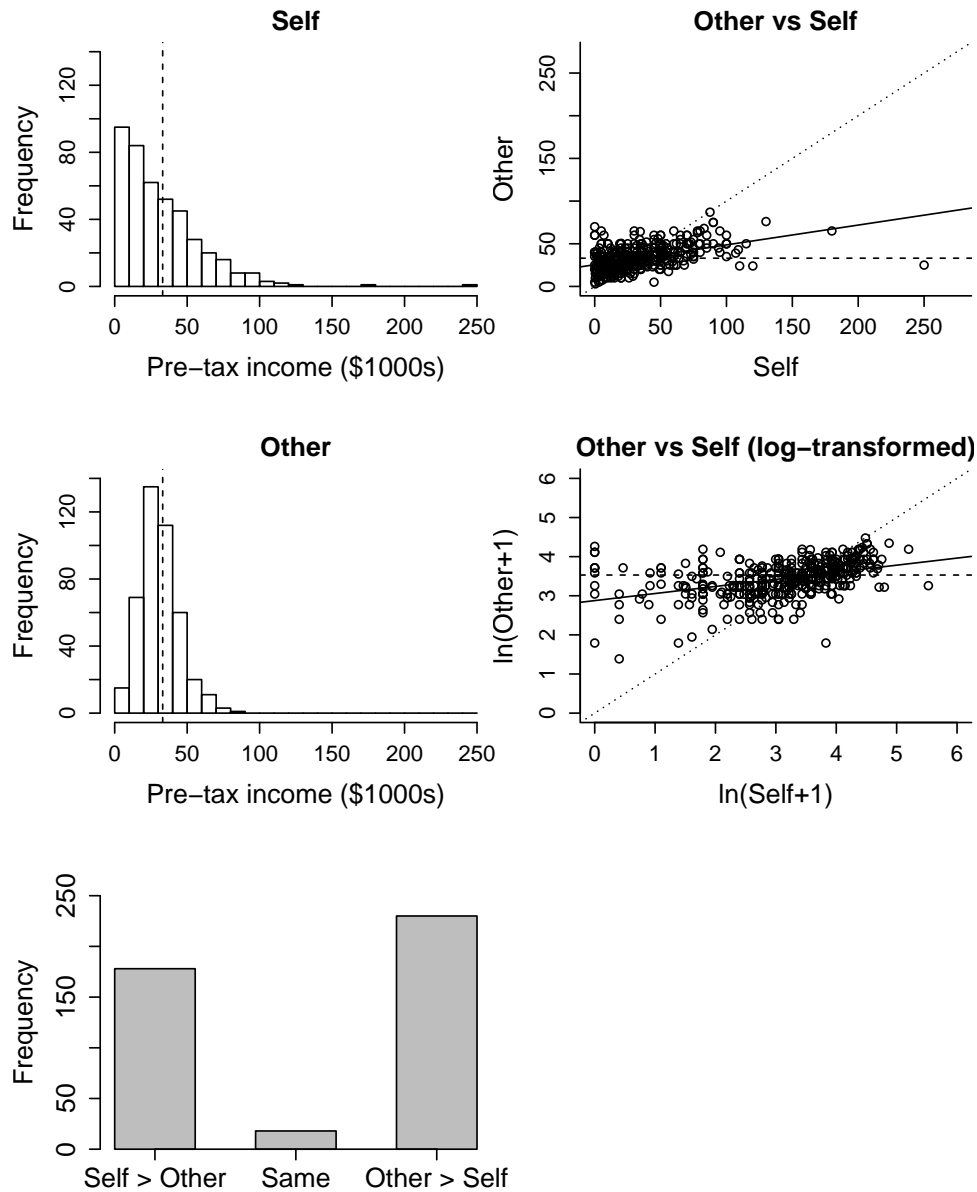 Self
Frequency
0 40 80 120
0 50 100 150 200 250
Pre−tax income ($1000s)
Other vs Self
Other
0 50 150 250
0 50 100 150 200 250
Self
Other
Frequency
0 40 80 120
0 50 100 150 200 250
Pre−tax income ($1000s)
Other vs Self (log−transformed)
ln(Other+1)
0 1 2 3 4 5 6
0 1 2 3 4 5 6
ln(Self+1)
Frequency
0 50 150 250
Self > Other Same Other > Self